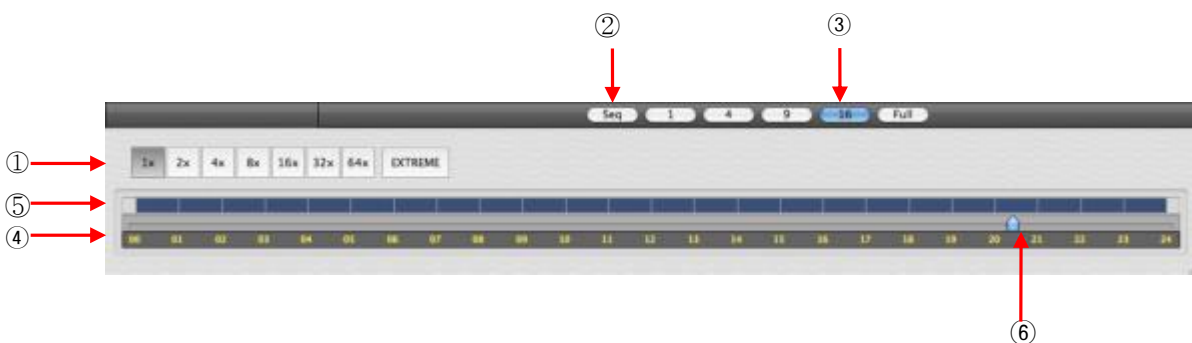 ② ③
Seq 1 4 9 16 Full
① 1x 2x 4x 8x 16x 32x 64x EXTREME
⑤
④ 00 01 02 03 04 05 06 07 08 09 10 11 12 13 14 15 16 17 18 19 20 21 22 23 24
⑥